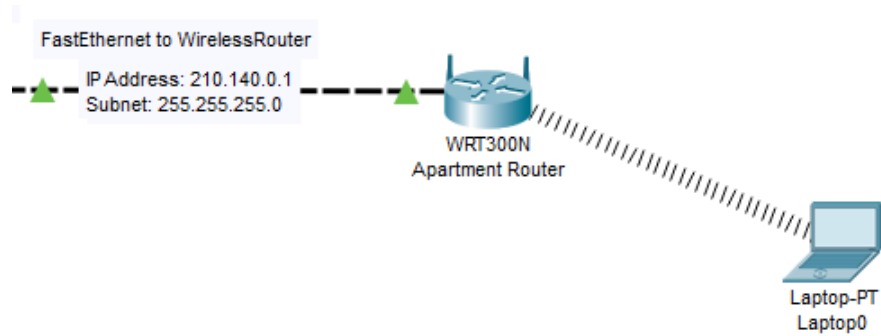 FastEthernet to WirelessRouter
IP Address: 210.140.0.1
Subnet: 255.255.255.0
WRT300N
Apartment Router
Laptop-PT
Laptop0